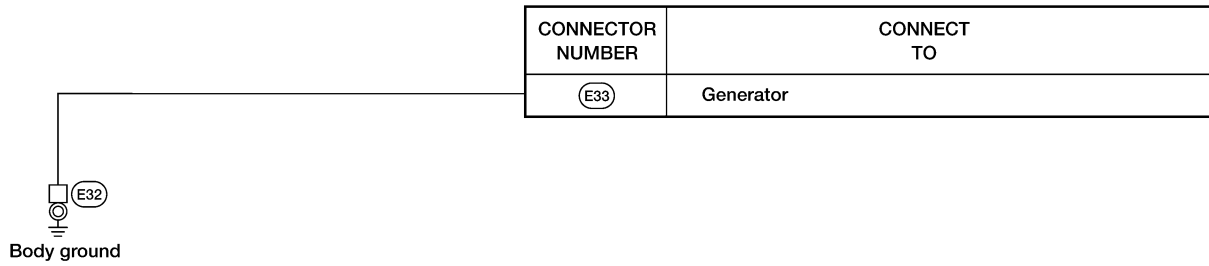 CONNECTOR
NUMBER
CONNECT
TO
E33
Generator
E32
Body ground